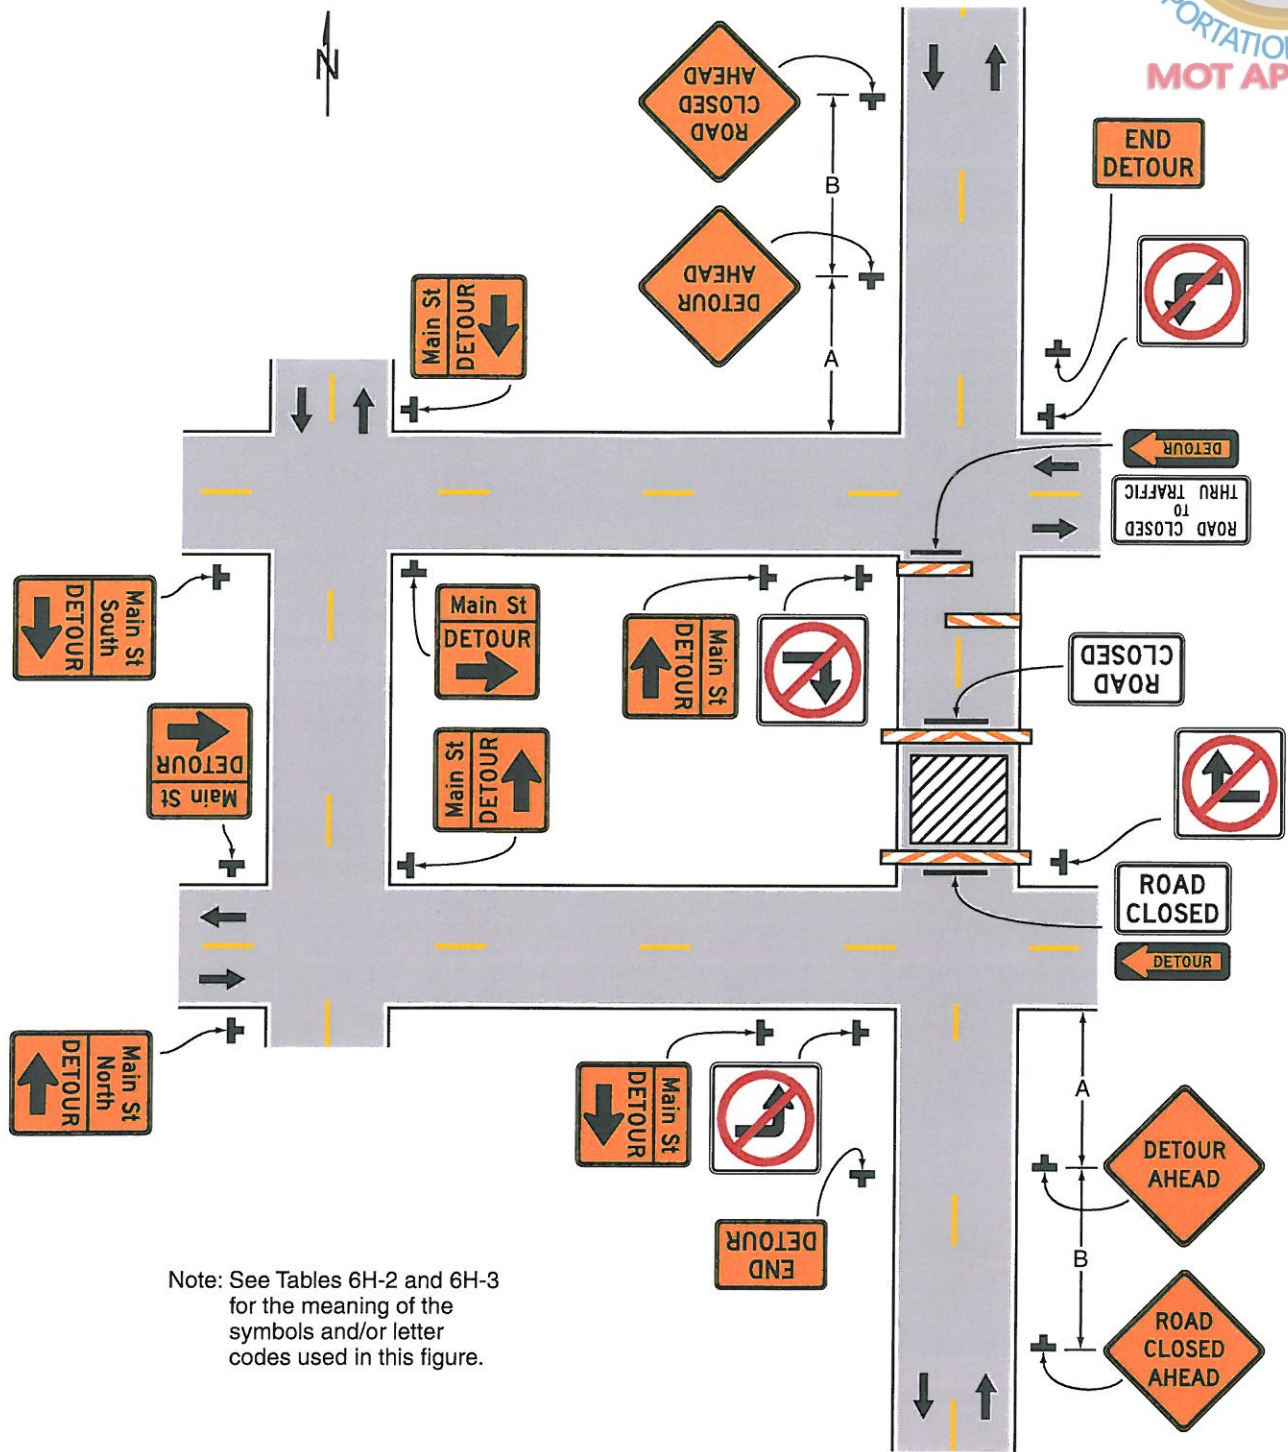 N
PORTATIO
MOT AP
ROAD
CLOSED
AHEAD
B
DETOUR
AHEAD
A
END
DETOUR
Main St
DETOUR
DETOUR
ROAD CLOSED
TO
THRU TRAFFIC
Main St
South
DETOUR
Main St
DETOUR
Main St
DETOUR
ROAD
CLOSED
Main St
DETOUR
Main St
DETOUR
ROAD
CLOSED
DETOUR
Main St
North
DETOUR
Main St
DETOUR
A
DETOUR
AHEAD
END
DETOUR
B
ROAD
CLOSED
AHEAD
Note: See Tables 6H-2 and 6H-3
for the meaning of the
symbols and/or letter
codes used in this figure.